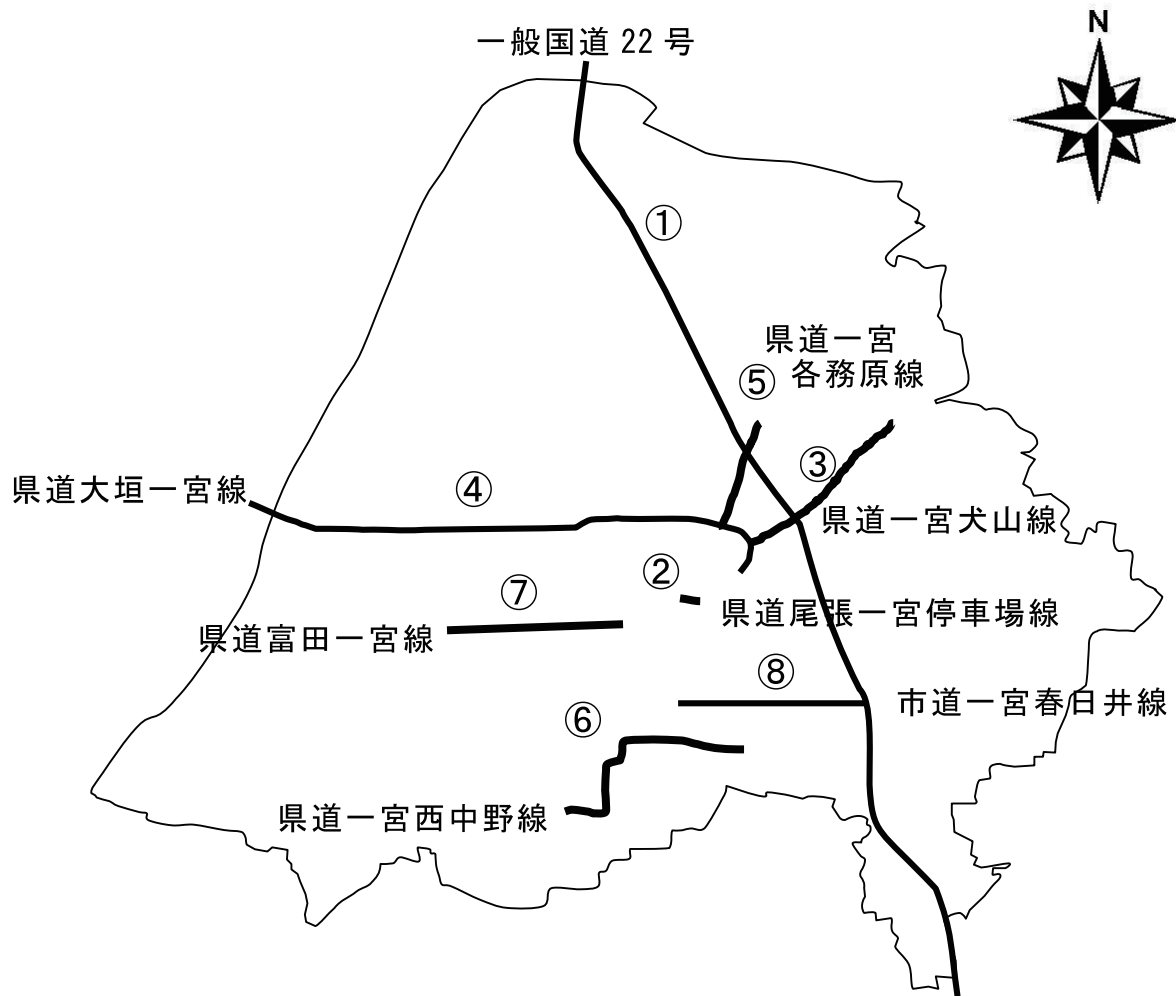 N
一般国道 22 号
①
県道一宮
各務原線
⑤
③
県道大垣一宮線
④
県道一宮犬山線
②
⑦
県道尾張一宮停車場線
県道富田一宮線
⑧
市道一宮春日井線
⑥
県道一宮西中野線